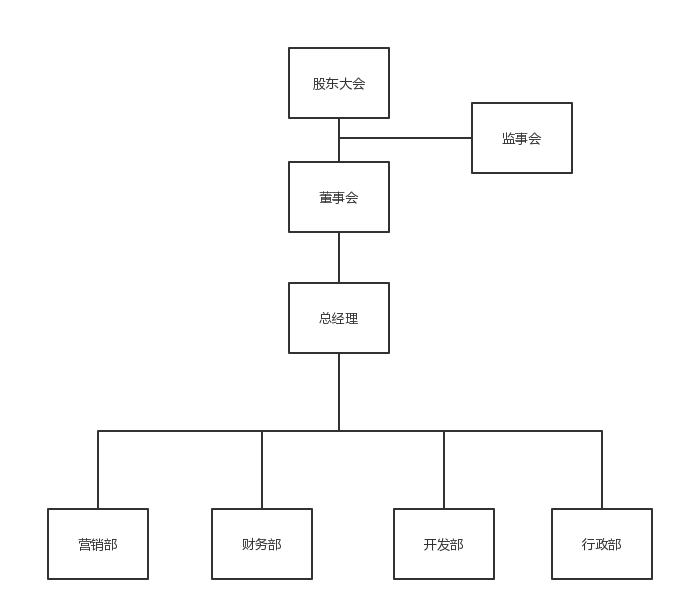 股东大会
监事会
董事会
总经理
营销部
财务部
开发部
行政部